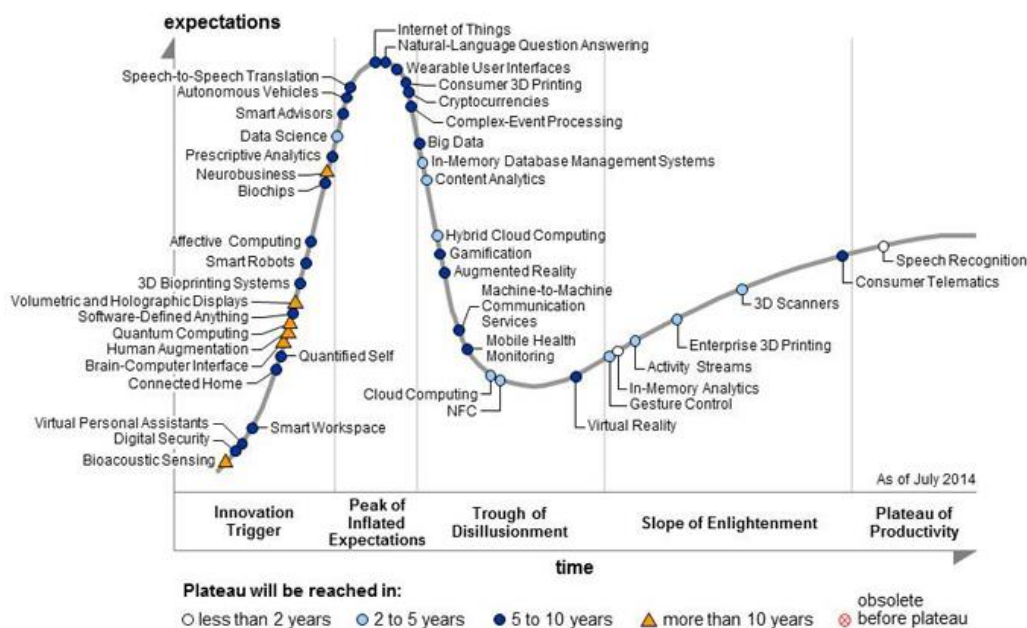 expectations
Internet of Things
Natural-Language Question Answering
Wearable User Interfaces
Consumer 3D Printing
Cryptocurrencies
Complex-Event Processing
Speech-to-Speech Translation
Autonomous Vehicles
Smart Advisors
Data Science
Prescriptive Analytics
Neurobusiness
Biochips
Big Data
In-Memory Database Management Systems
Content Analytics
Hybrid Cloud Computing
Gamification
Augmented Reality
Machine-to-Machine
Communication
Services
Mobile Health
Monitoring
Affective Computing
Smart Robots
3D Bioprinting Systems
Volumetric and Holographic Displays
Software-Defined Anything
Quantum Computing
Human Augmentation
Brain-Computer Interface
Connected Home
Quantified Self
Virtual Personal Assistants
Digital Security
Bioacoustic Sensing
Smart Workspace
Cloud Computing
NFC
Virtual Reality
Gesture Control
In-Memory Analytics
Activity Streams
Enterprise 3D Printing
3D Scanners
Consumer Telematics
Speech Recognition
As of July 2014
Innovation
Trigger
Peak of
Inflated
Expectations
Trough of
Disillusionment
Slope of Enlightenment
Plateau of
Productivity
time
Plateau will be reached in:
less than 2 years
2 to 5 years
5 to 10 years
more than 10 years
obsolete
before plateau